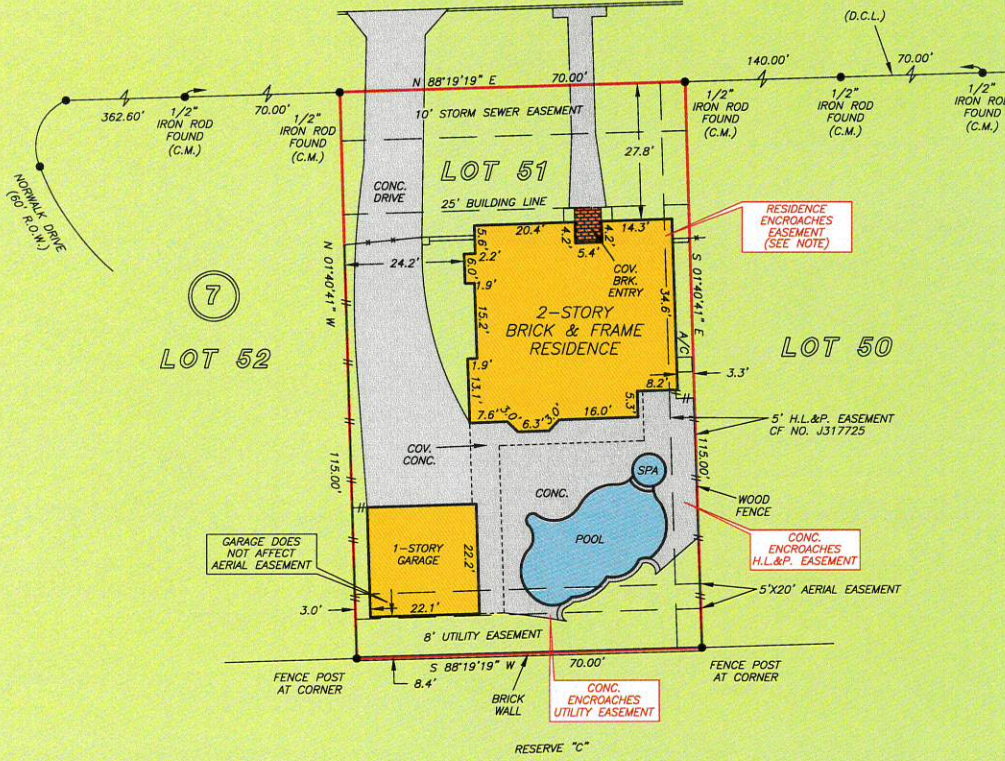 (D.C.L.)
N 88°19'19" E
70.00'
140.00'
70.00'
362.60'
1/2"
IRON ROD
FOUND
(C.M.)
70.00'
1/2"
IRON ROD
FOUND
(C.M.)
1/2"
IRON ROD
FOUND
(C.M.)
1/2"
IRON ROD
FOUND
(C.M.)
1/2"
IRON ROD
FOUND
(C.M.)
10' STORM SEWER EASEMENT
27.8'
NORWALK DRIVE
(60' R.O.W.)
LOT 51
CONC.
DRIVE
25' BUILDING LINE
RESIDENCE
ENCROACHES
EASEMENT
(SEE NOTE)
20.4'
4.2'
4.2'
14.3'
5.6'
2.2'
5.4'
N 01°40'41" W
24.2'
6.0'
1.9'
COV.
BRK.
ENTRY
S 01°40'41" E
7
34.6'
15.2'
2-STORY
BRICK & FRAME
RESIDENCE
A/C
LOT 52
LOT 50
1.9'
3.3'
13.1'
8.2'
5.3'
7.6'
3.0'
6.3'
3.0'
16.0'
5' H.L.&P. EASEMENT
CF NO. J317725
COV.
CONC.
115.00'
115.00'
SPA
CONC.
WOOD
FENCE
POOL
GARAGE DOES
NOT AFFECT
AERIAL EASEMENT
1-STORY
GARAGE
22.2'
CONC.
ENCROACHES
H.L.&P. EASEMENT
5'X20' AERIAL EASEMENT
3.0'
22.1'
8' UTILITY EASEMENT
S 88°19'19" W
70.00'
FENCE POST
AT CORNER
8.4'
FENCE POST
AT CORNER
BRICK
WALL
CONC.
ENCROACHES
UTILITY EASEMENT
RESERVE "C"